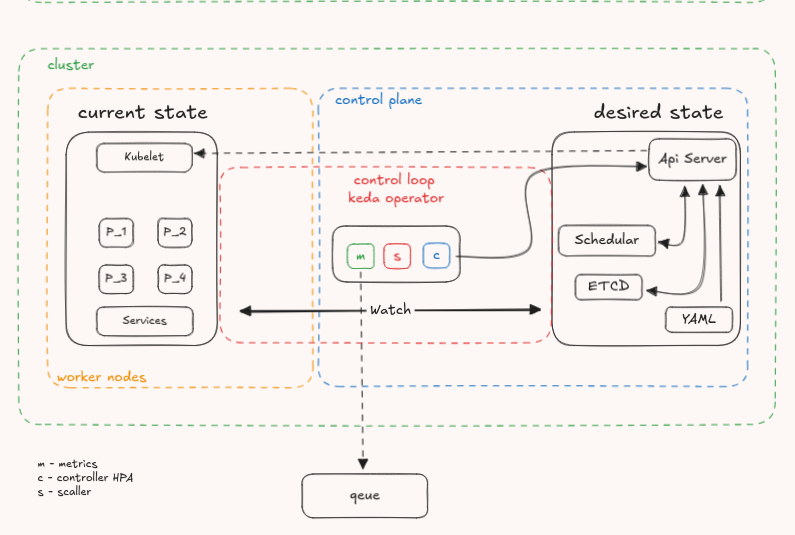 cluster
control plane
current state
desired state
Kubelet
Api Server
control loop
keda operator
P_1
P_2
m
s
c
Schedular
P_3
P_4
ETCD
Services
Watch
YAML
worker nodes
m - metrics
c - controller HPA
s - scaller
qeue